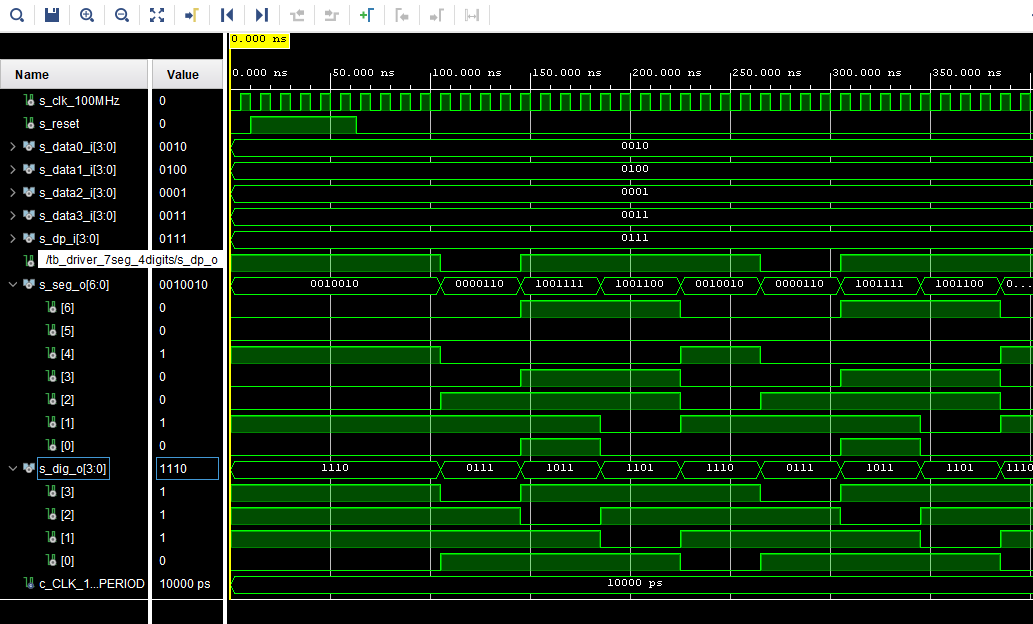 0.000 ns
0.000 ns 50.000 ns 100.000 ns 150.000 ns 200.000 ns 250.000 ns 300.000 ns 350.000 ns
Name Value
s_clk_100MHz 0
s_reset 0
s_data0_i[3:0] 0010 0010
s_data1_i[3:0] 0100 0100
s_data2_i[3:0] 0001 0001
s_data3_i[3:0] 0011 0011
s_dp_i[3:0] 0111 0111
/tb_driver_7seg_4digits/s_dp_o
s_seg_o[6:0] 0010010 0010010 0000110 1001111 1001100 0010010 0000110 1001111 1001100 0...
[6] 0
[5] 0
[4] 1
[3] 0
[2] 0
[1] 1
[0] 0
s_dig_o[3:0] 1110 1110 0111 1011 1101 1110 0111 1011 1101 1110
[3] 1
[2] 1
[1] 1
[0] 0
c_CLK_1...PERIOD 10000 ps 10000 ps